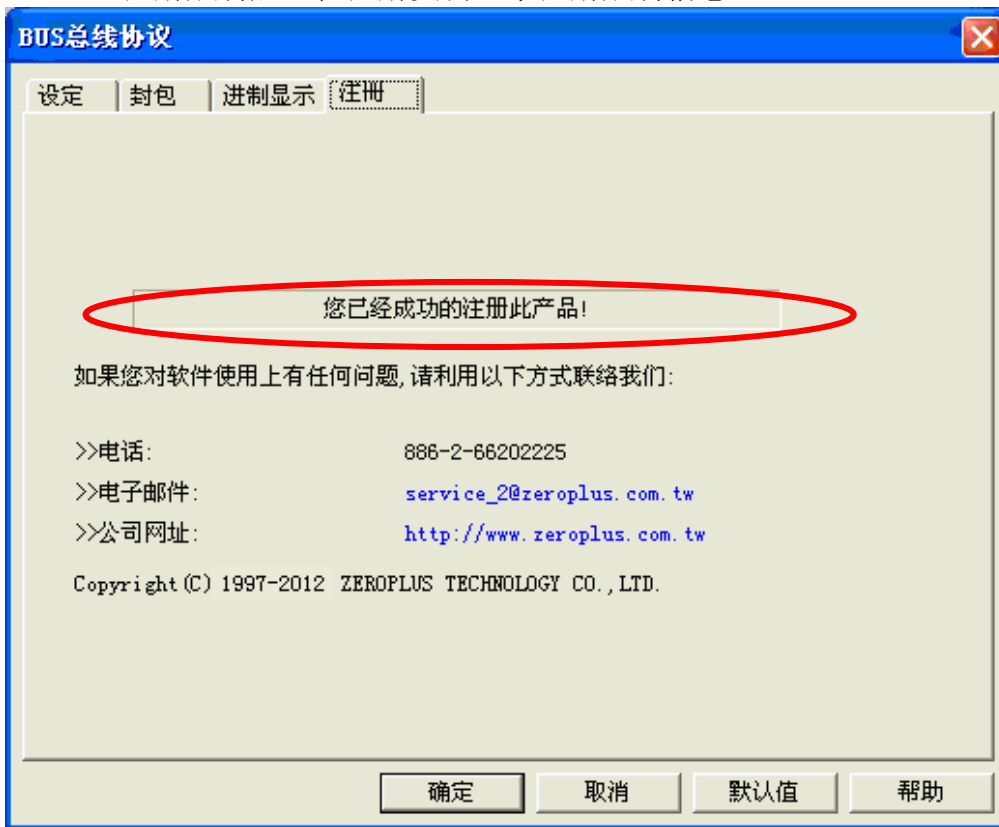 BUS总线协议
设定 封包 进制显示 注册
您已经成功的注册此产品!
如果您对软件使用上有任何问题,请利用以下方式联络我们:
>>电话: 886-2-66202225
>>电子邮件: service_2@zeroplus.com.tw
>>公司网址: http://www.zeroplus.com.tw
Copyright(C) 1997-2012 ZEROPLUS TECHNOLOGY CO.,LTD.
确定 取消 默认值 帮助